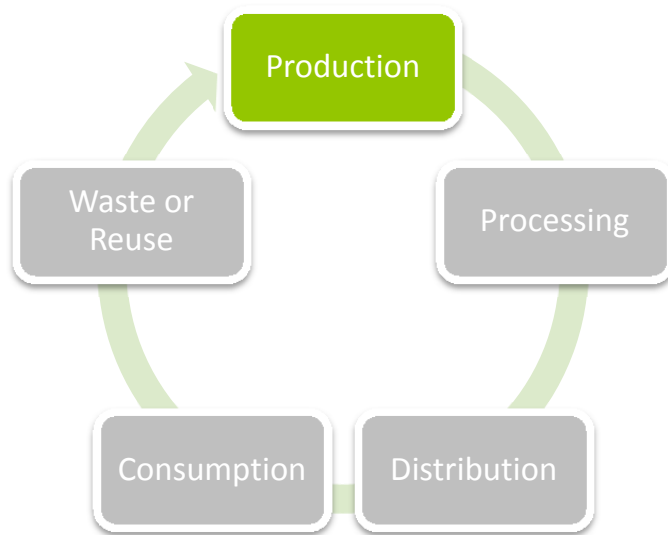 Production
Processing
Distribution
Consumption
Waste or
Reuse